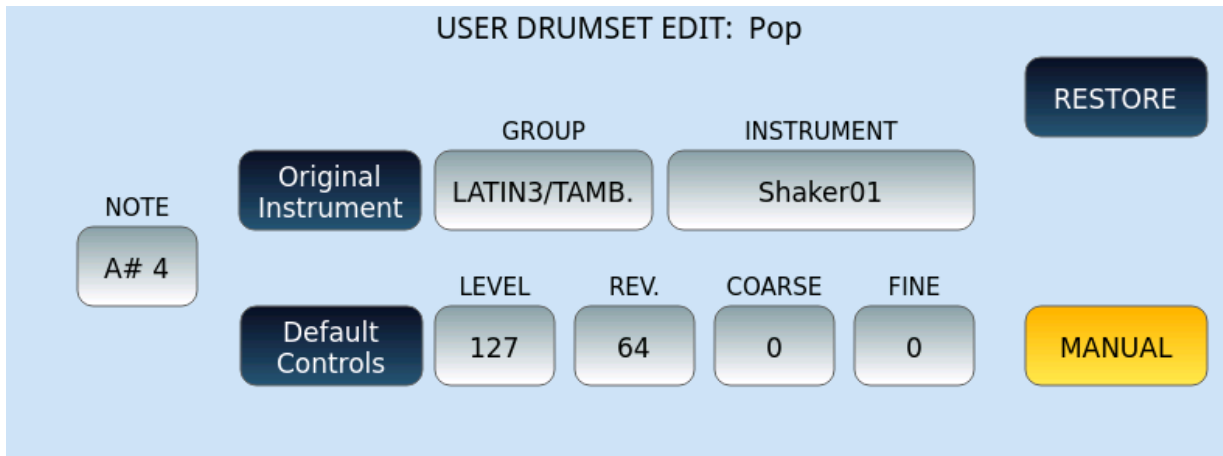 USER DRUMSET EDIT: Pop
RESTORE
GROUP
INSTRUMENT
Original
Instrument
LATIN3/TAMB.
Shaker01
NOTE
A# 4
LEVEL
REV.
COARSE
FINE
Default
Controls
127
64
0
0
MANUAL